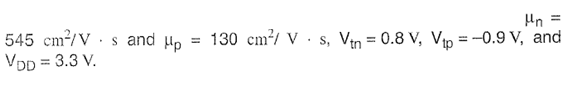 μn =
545 cm²/V · s and μp = 130 cm²/ V · s, Vtn = 0.8 V, Vtp = –0.9 V, and
VDD = 3.3 V.